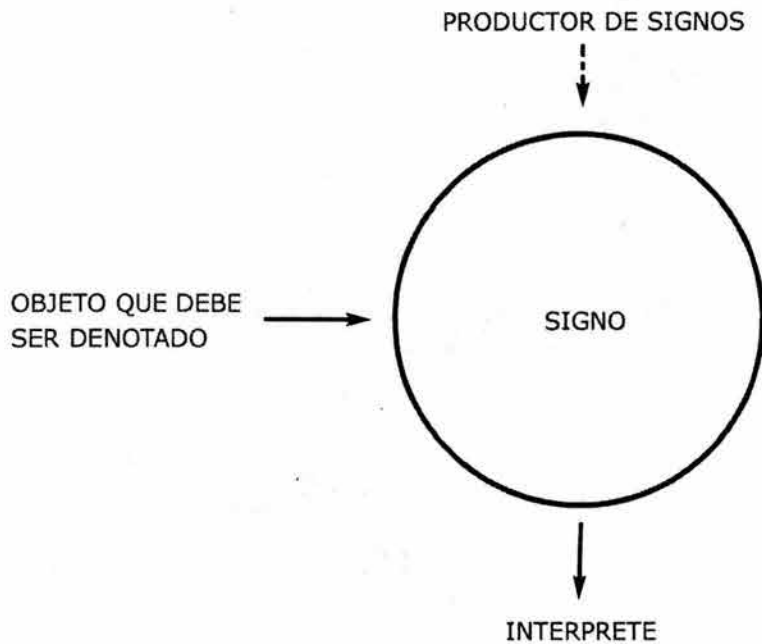 PRODUCTOR DE SIGNOS
OBJETO QUE DEBE
SER DENOTADO
SIGNO
INTERPRETE